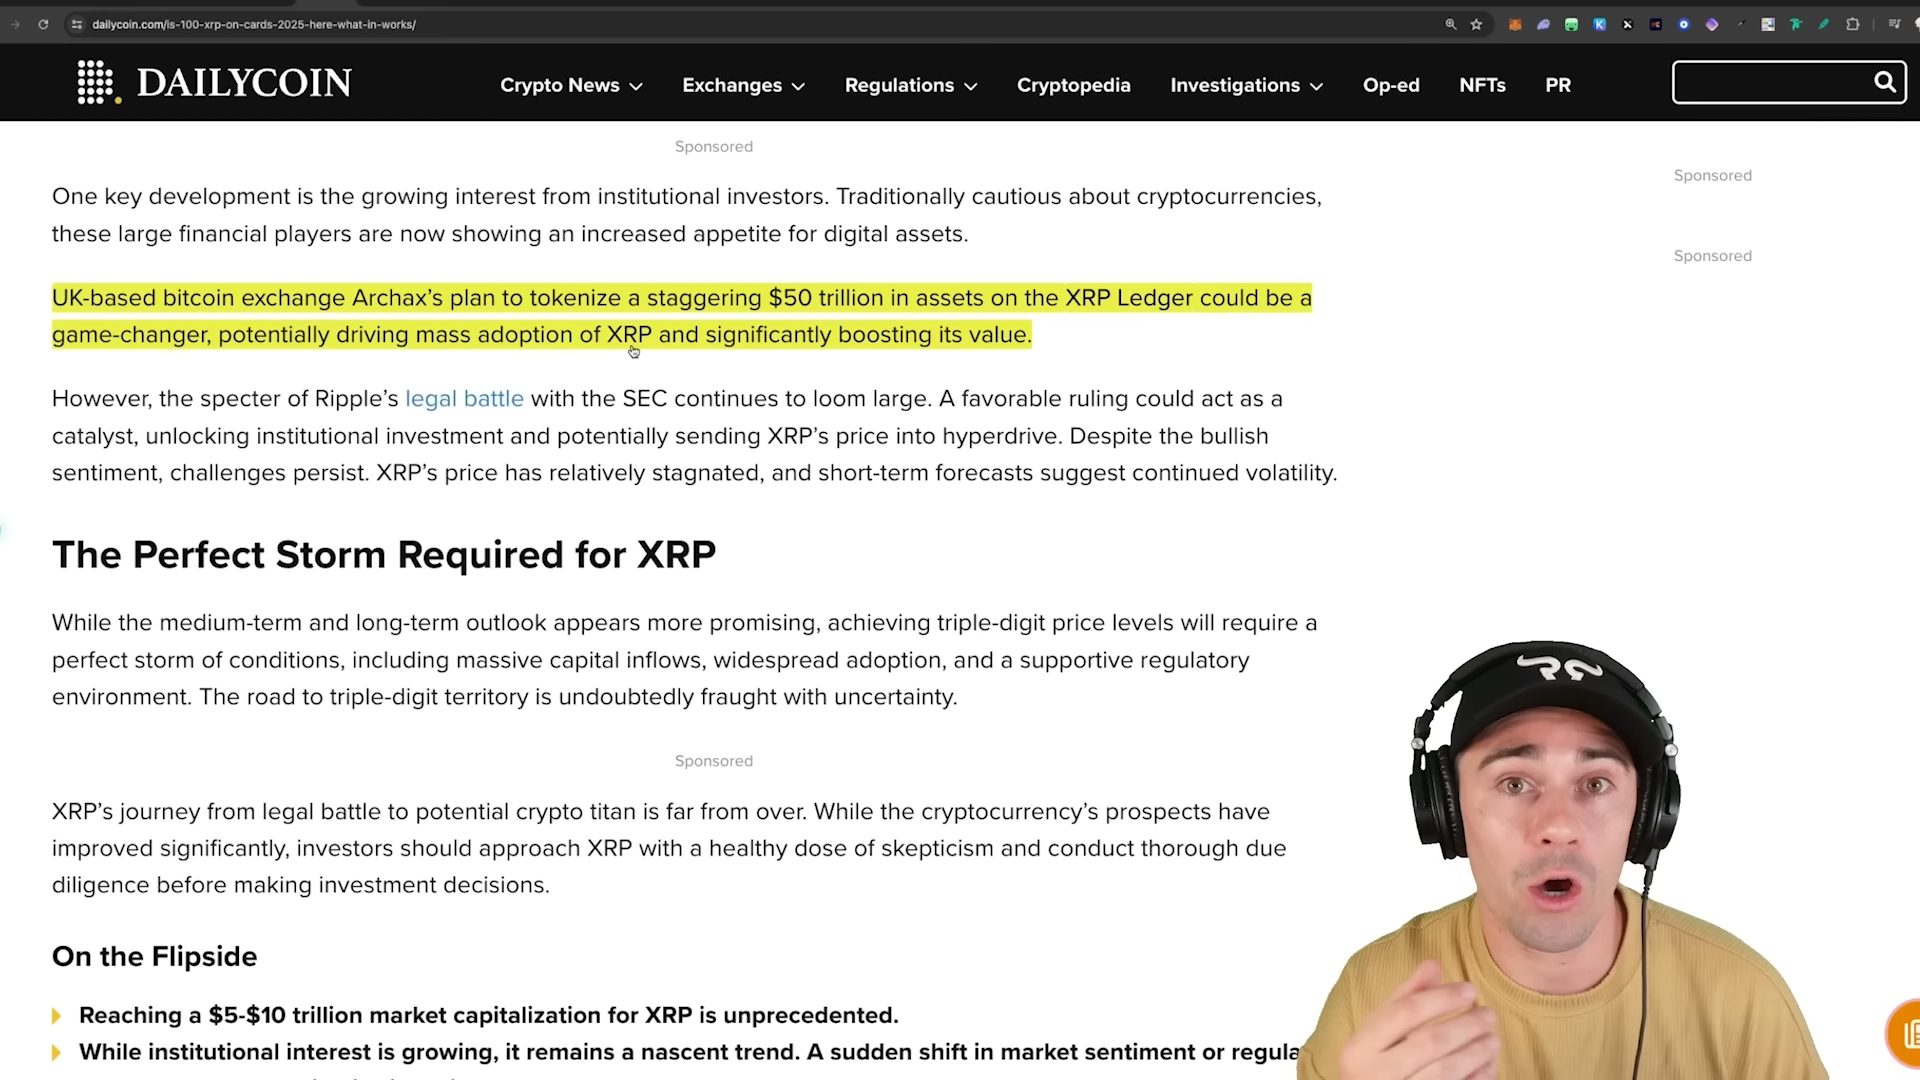 dailycoin.com/is-100-xrp-on-cards-2025-here-what-in-works/
DAILYCOIN
Crypto News
Exchanges
Regulations
Cryptopedia
Investigations
Op-ed
NFTs
PR
Sponsored
Sponsored
Sponsored
One key development is the growing interest from institutional investors. Traditionally cautious about cryptocurrencies,
these large financial players are now showing an increased appetite for digital assets.
UK-based bitcoin exchange Archax’s plan to tokenize a staggering $50 trillion in assets on the XRP Ledger could be a
game-changer, potentially driving mass adoption of XRP and significantly boosting its value.
However, the specter of Ripple’s legal battle with the SEC continues to loom large. A favorable ruling could act as a
catalyst, unlocking institutional investment and potentially sending XRP’s price into hyperdrive. Despite the bullish
sentiment, challenges persist. XRP’s price has relatively stagnated, and short-term forecasts suggest continued volatility.
The Perfect Storm Required for XRP
While the medium-term and long-term outlook appears more promising, achieving triple-digit price levels will require a
perfect storm of conditions, including massive capital inflows, widespread adoption, and a supportive regulatory
environment. The road to triple-digit territory is undoubtedly fraught with uncertainty.
Sponsored
XRP’s journey from legal battle to potential crypto titan is far from over. While the cryptocurrency’s prospects have
improved significantly, investors should approach XRP with a healthy dose of skepticism and conduct thorough due
diligence before making investment decisions.
On the Flipside
Reaching a $5-$10 trillion market capitalization for XRP is unprecedented.
While institutional interest is growing, it remains a nascent trend. A sudden shift in market sentiment or regula